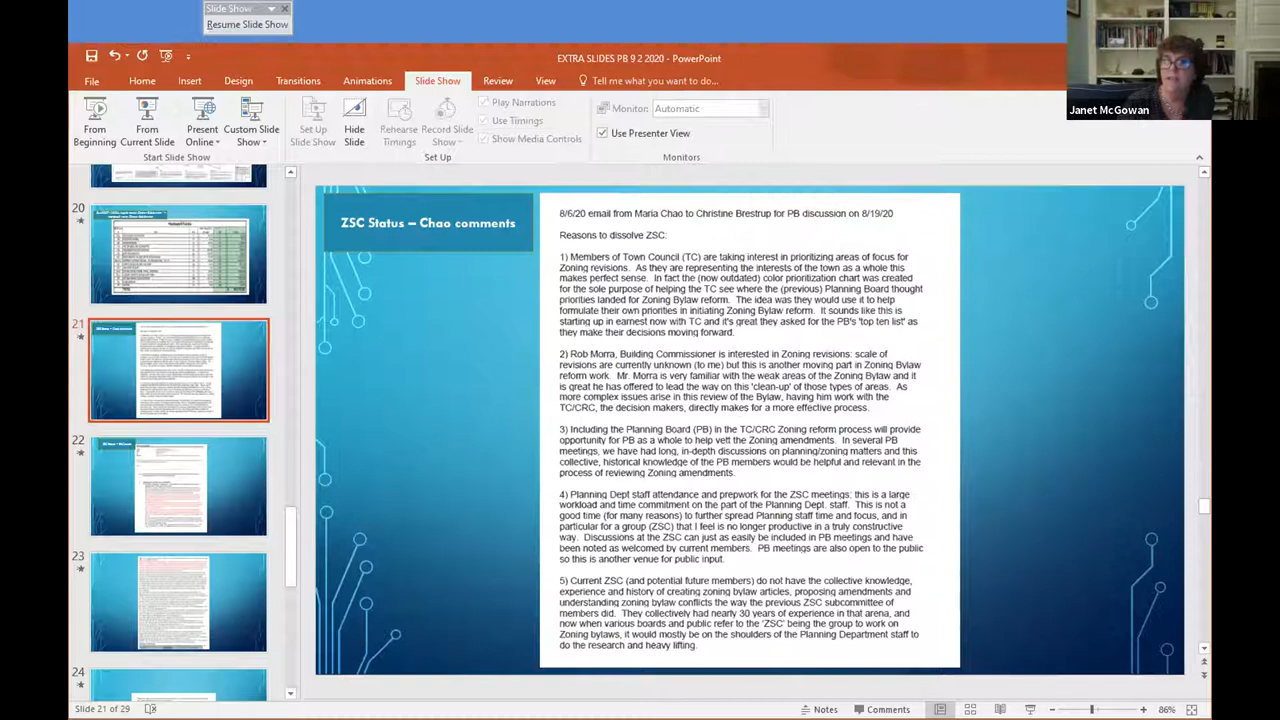 Slide Show
Resume Slide Show
EXTRA SLIDES PB 9 2 2020 - PowerPoint
File Home Insert Design Transitions Animations Slide Show Review View Tell me what you want to do...
From Beginning
From Current Slide
Present Online
Custom Slide Show
Start Slide Show
Set Up Slide Show
Hide Slide
Rehearse Timings
Record Slide Show
Play Narrations
Use Timings
Show Media Controls
Set Up
Monitor: Automatic
Use Presenter View
Monitors
Janet McGowan
20
21
22
23
24
ZSC Status – Chao comments
8/6/20 email from Maria Chao to Christine Brestrup for PB discussion on 8/19/20
Reasons to dissolve ZSC:
1) Members of Town Council (TC) are taking interest in prioritizing areas of focus for
Zoning revisions. As they are representing the interests of the town as a whole this
makes perfect sense. In fact the (now outdated) color prioritization chart was created
for the sole purpose of helping the TC see where the (previous) Planning Board thought
priorities landed for Zoning Bylaw reform. The idea was they would use it to help
formulate their own priorities in initiating Zoning Bylaw reform. It sounds like this is
starting up in earnest now with TC and it's great they asked for the PB's 'top ten list' as
they make their decisions moving forward.
2) Rob Morra, Building Commissioner is interested in Zoning revisions: scale of
revisions are currently unknown (to me) but this is another moving part in Zoning Bylaw
reform work. Mr. Morra is very familiar with the weak areas of the Zoning Bylaw and it
is great he has offered to lead the way on this 'clean-up' of those types of areas. As
more complex issues arise in this review of the Bylaw, having him work with the
TC/CRC, the decision makers, directly makes for a more effective process.
3) Including the Planning Board (PB) in the TC/CRC Zoning reform process will provide
opportunity for PB as a whole to help vett the Zoning amendments. In several PB
meetings, we have had long, in-depth discussions on planning/zoning matters and this
collective, historical knowledge of the PB members would be helpful and relevant in the
process of reviewing Zoning amendments.
4) Planning Dept staff attendance and prepwork for the ZSC meetings: this is a large
workload and time commitment on the part of the Planning Dept. staff. This is not a
good time (for many reasons) to further spread Planning staff time and focus, and in
particular for a group (ZSC) that I feel is no longer productive in a truly constructive
way. Discussions at the ZSC can just as easily be included in PB meetings and have
been noted as welcomed by current members. PB meetings are also open to the public
so this is another venue for public input.
5) Current ZSC (and potential future members) do not have the collective knowledge,
experience and history of creating zoning bylaw articles, proposing amendments and
understanding zoning bylaw conflicts the way the previous ZSC subcommittee of
members did. They collectively had nearly 30 years of experience in that arena, and
now when various boards and public refer to the 'ZSC' being the group to work on
Zoning bylaws, it would mostly be on the shoulders of the Planning Department staff to
do the research and heavy lifting.
Slide 21 of 29
Notes Comments 86%